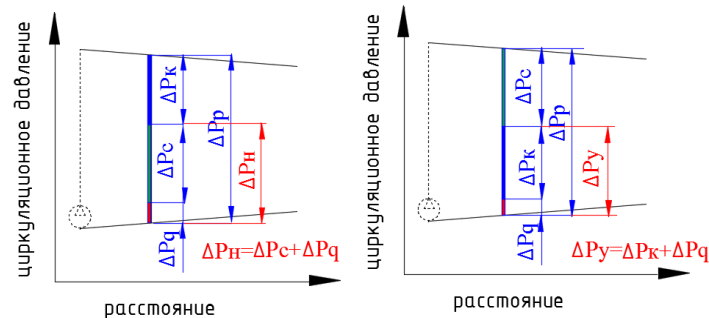 циркуляционное давление
ΔPк
ΔPс
ΔPр
ΔPн
ΔPq
ΔPн=ΔPс+ΔPq
расстояние
циркуляционное давление
ΔPс
ΔPр
ΔPк
ΔPу
ΔPq
ΔPу=ΔPк+ΔPq
расстояние